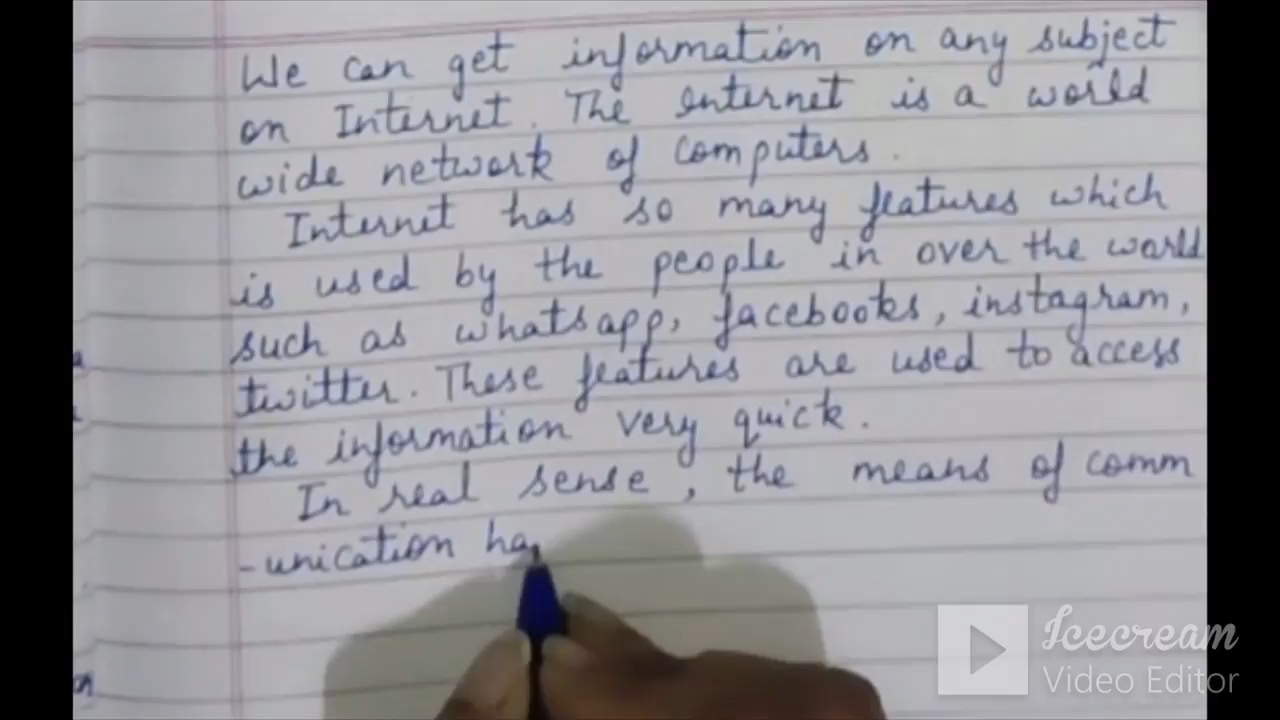 We can get information on any subject
on Internet. The Internet is a world
wide network of computers.
Internet has so many features which
is used by the people in over the world
such as whatsapp, facebooks, instagram,
twitter. These features are used to access
the information very quick.
In real sense, the means of comm
-unication ha
Icecream
Video Editor